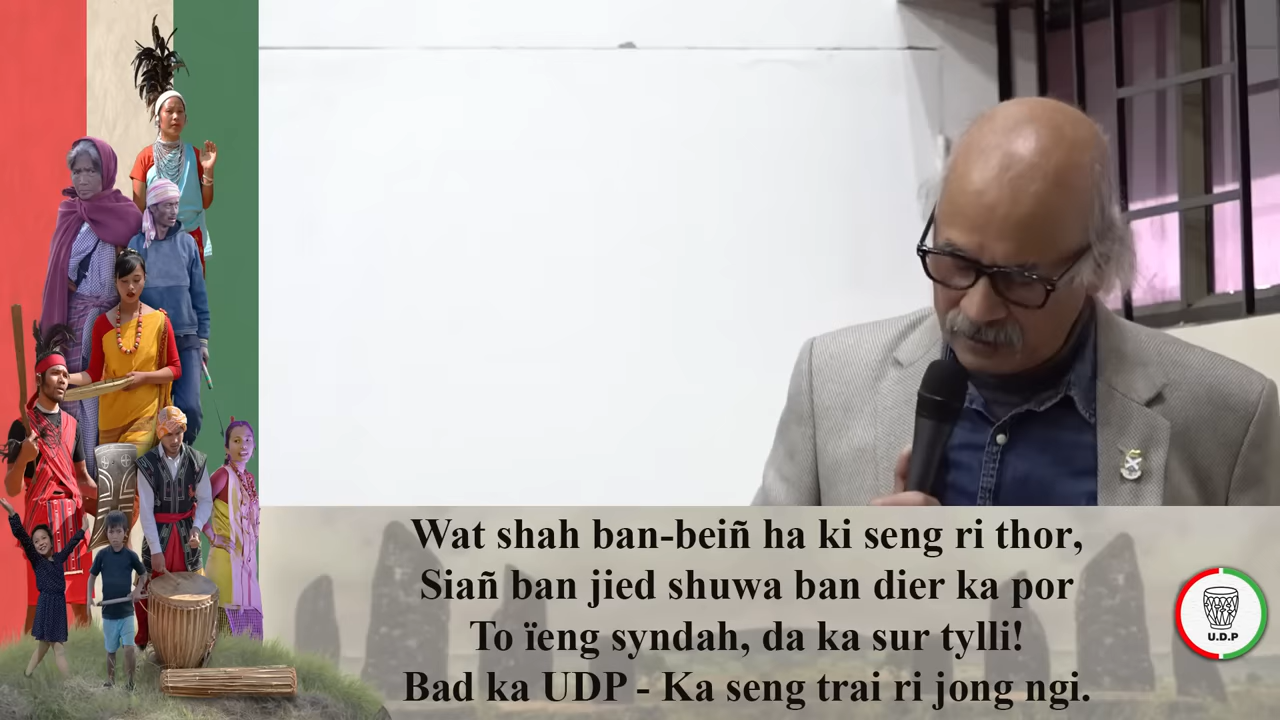 Wat shah ban-beiñ ha ki seng ri thor,
Siañ ban jied shuwa ban dier ka por
To ïeng syndah, da ka sur tylli!
Bad ka UDP - Ka seng trai ri jong ngi.
U.D.P